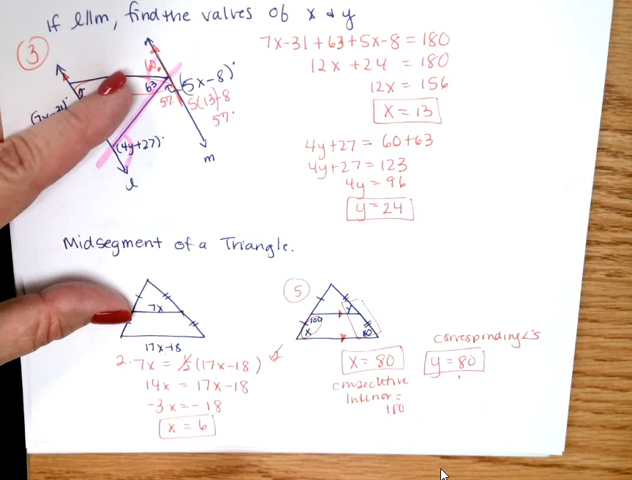 If l||m, find the valves of x & y
3
7x-31+63+5x-8 = 180
12x + 24 = 180
12x = 156
x = 13
63
(5x-8)°
57
5(13)-8
57°
(4y+27)°
m
l
4y+27 = 60+63
4y+27 = 123
4y = 96
y = 24
Midsegment of a Triangle.
7x
17x-18
2·7x = ½(17x-18)
14x = 17x-18
-3x = -18
x = 6
5
100
x
y
80
x = 80
consecutive
interior =
180
corresponding ∠'s
y = 80